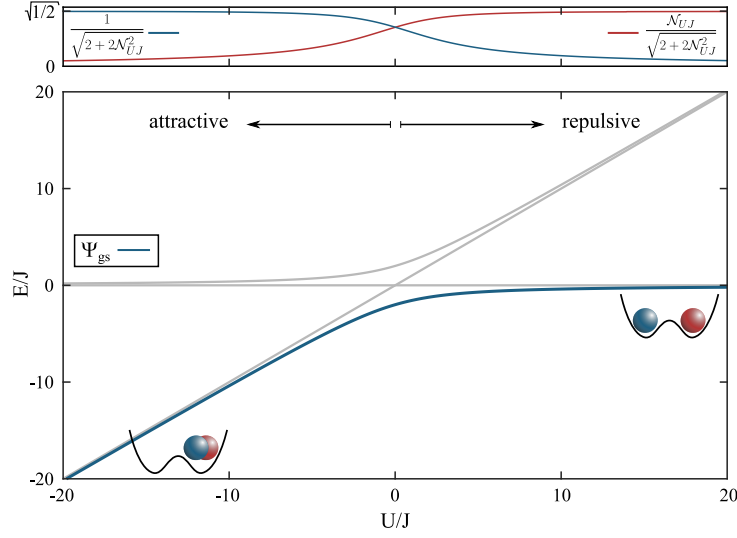 √1/2
1/√(2+2𝒩²_UJ)
𝒩_UJ/√(2+2𝒩²_UJ)
0
20
attractive
repulsive
10
Ψgs
E/J
0
-10
-20
-20
-10
0
10
20
U/J